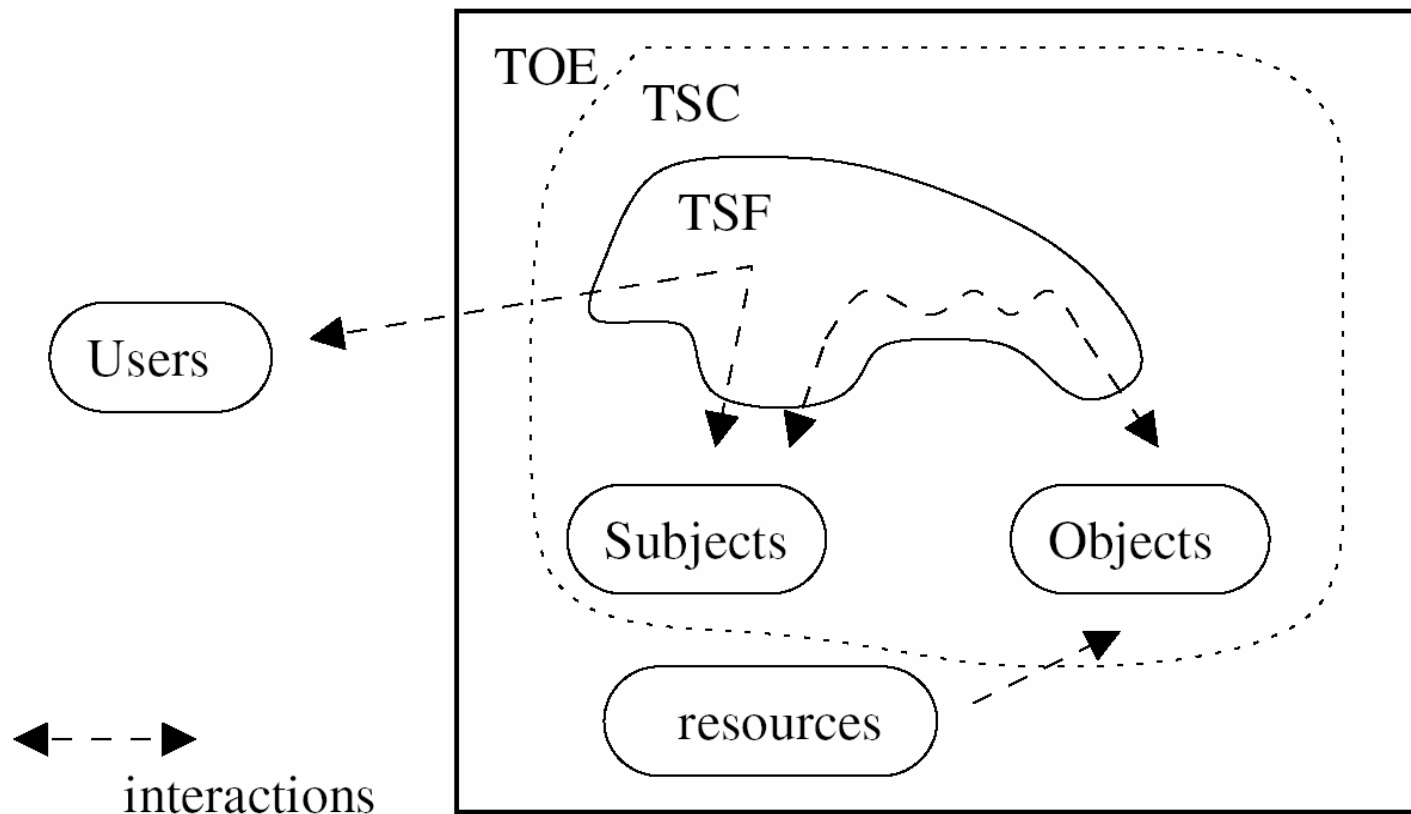 TOE
TSC
TSF
Users
Subjects
Objects
resources
interactions